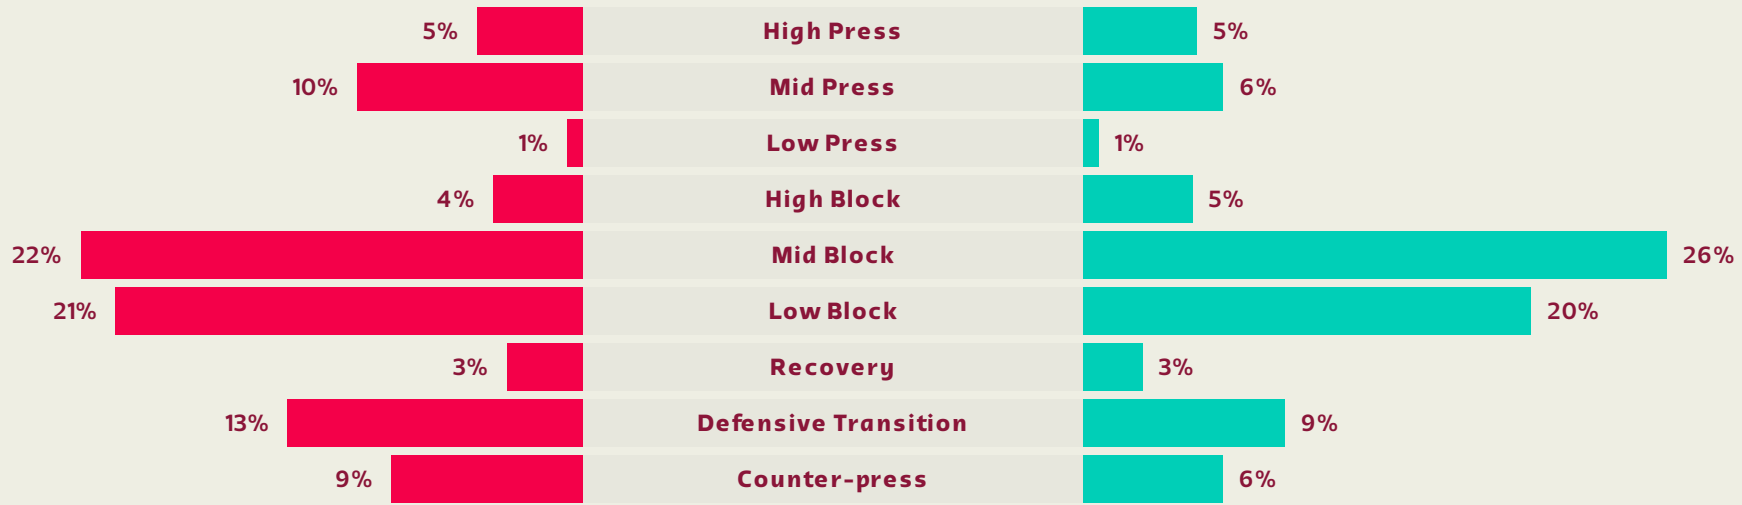 5% High Press 5%
10% Mid Press 6%
1% Low Press 1%
4% High Block 5%
22% Mid Block 26%
21% Low Block 20%
3% Recovery 3%
13% Defensive Transition 9%
9% Counter-press 6%